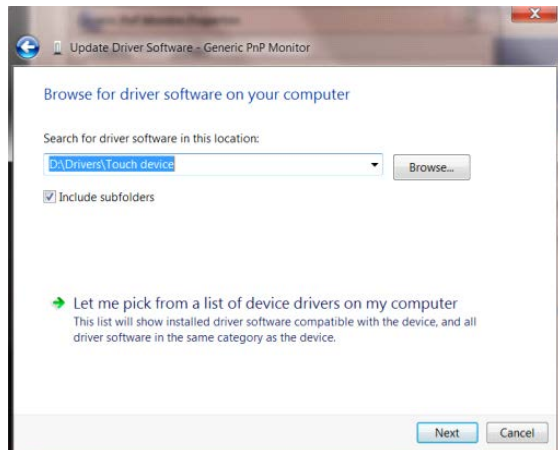 Update Driver Software - Generic PnP Monitor
Browse for driver software on your computer
Search for driver software in this location:
D:\Drivers\Touch device
Browse...
Include subfolders
Let me pick from a list of device drivers on my computer
This list will show installed driver software compatible with the device, and all
driver software in the same category as the device.
Next
Cancel